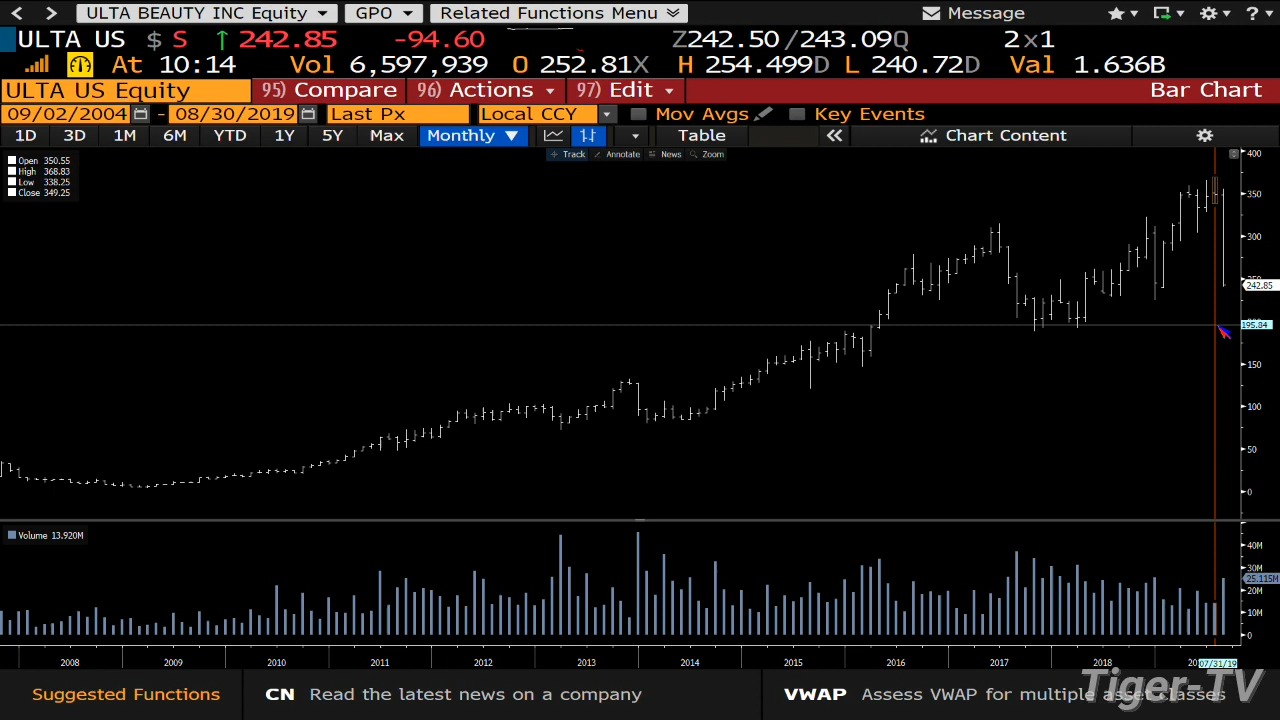 ULTA BEAUTY INC Equity GPO Related Functions Menu Message ?
ULTA US $ S ↑ 242.85 -94.60 Z242.50/243.09Q 2x1
At 10:14 Vol 6,597,939 O 252.81X H 254.499D L 240.72D Val 1.636B
ULTA US Equity 95) Compare 96) Actions 97) Edit Bar Chart
09/02/2004 - 08/30/2019 Last Px Local CCY Mov Avgs Key Events
1D 3D 1M 6M YTD 1Y 5Y Max Monthly ▼ Table « Chart Content
Track Annotate News Zoom
Open 350.55
High 368.83
Low 338.25
Close 349.25
400
350
300
242.85
195.84
150
100
50
0
Volume 13.920M
40M
30M
25.115M
20M
10M
0
2008 2009 2010 2011 2012 2013 2014 2015 2016 2017 2018 07/31/19
Suggested Functions CN Read the latest news on a company VWAP Assess VWAP for multiple asset classes
Tiger-TV